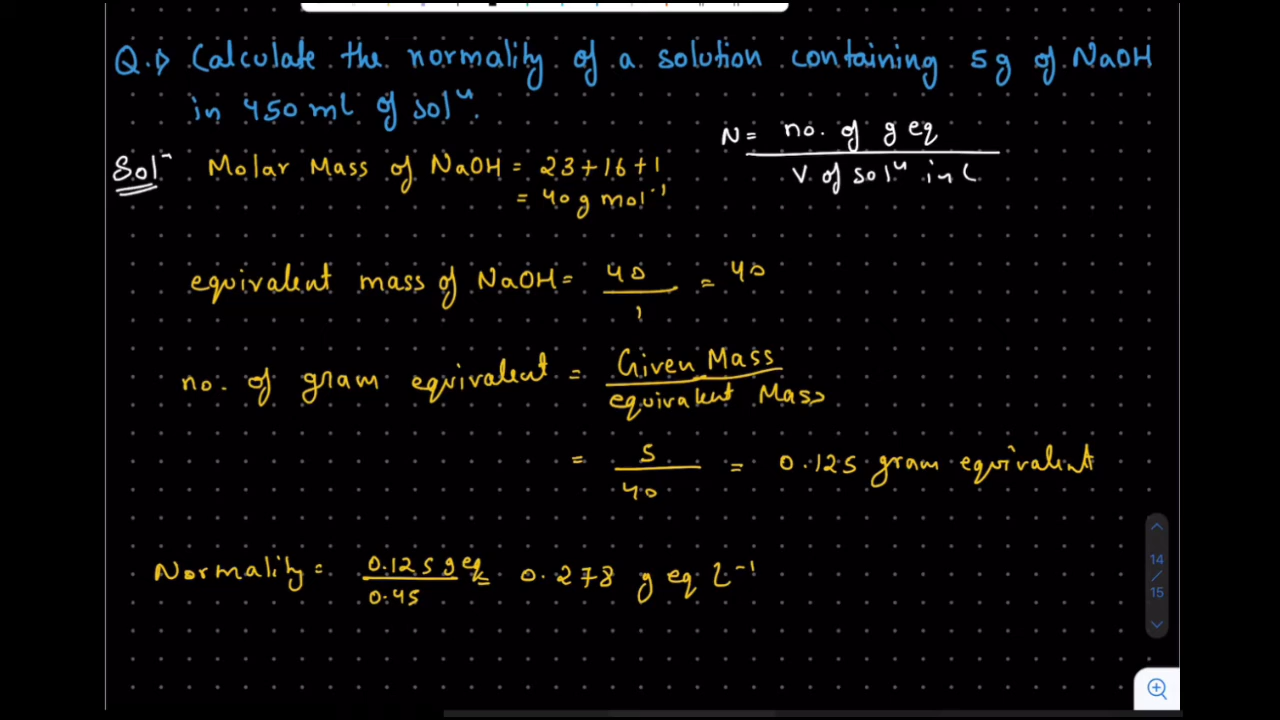 Q.1) Calculate the normality of a solution containing 5g of NaOH
in 450 ml of solⁿ.
N = no. of g eq / V. of solⁿ in L
Solⁿ Molar Mass of NaOH = 23+16+1
= 40 g mol⁻¹
equivalent mass of NaOH = 40 / 1 = 40
no. of gram equivalent = Given Mass / equivalent Mass
= 5 / 40 = 0.125 gram equivalent
Normality = 0.125 g eq / 0.45 = 0.278 g eq L⁻¹
14
/
15